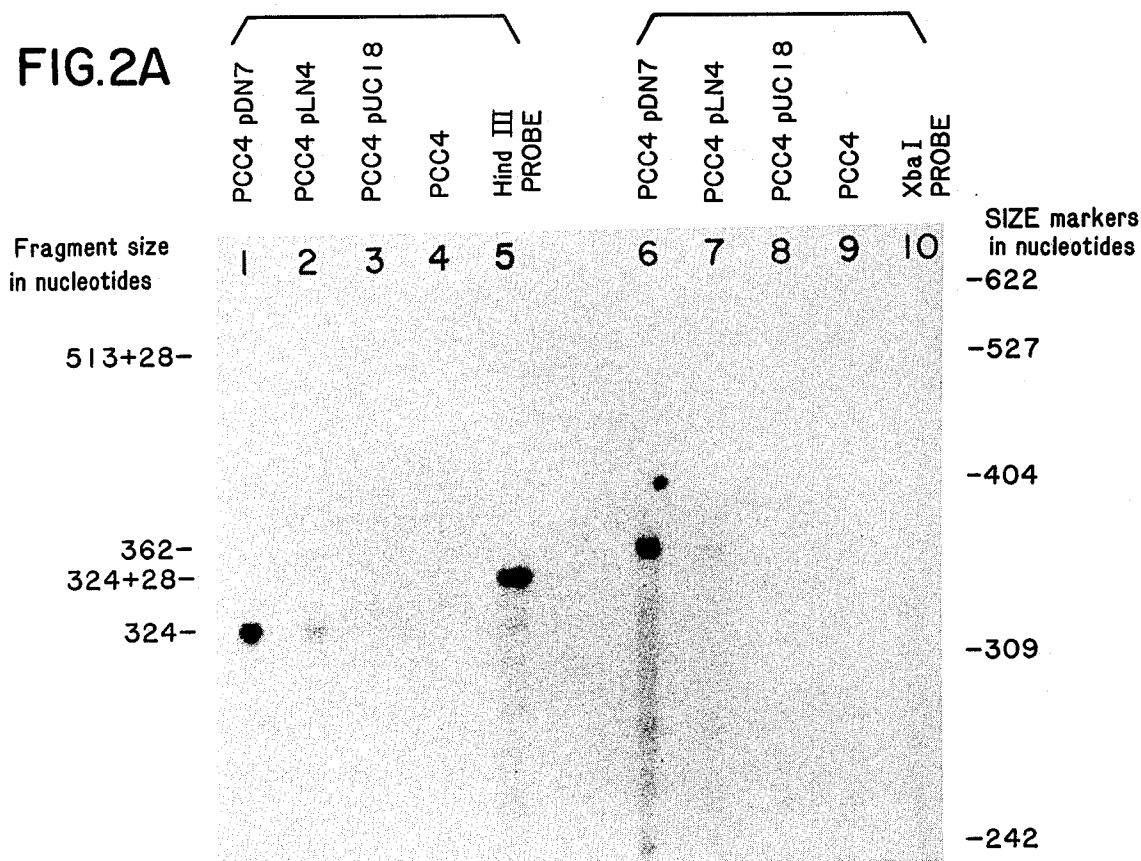 FIG.2A
PCC4 pDN7
PCC4 pLN4
PCC4 pUC18
PCC4
Hind III
PROBE
PCC4 pDN7
PCC4 pLN4
PCC4 pUC18
PCC4
Xba I
PROBE
Fragment size
in nucleotides
1 2 3 4 5 6 7 8 9 10
SIZE markers
in nucleotides
-622
513+28-
-527
-404
362-
324+28-
324-
-309
-242